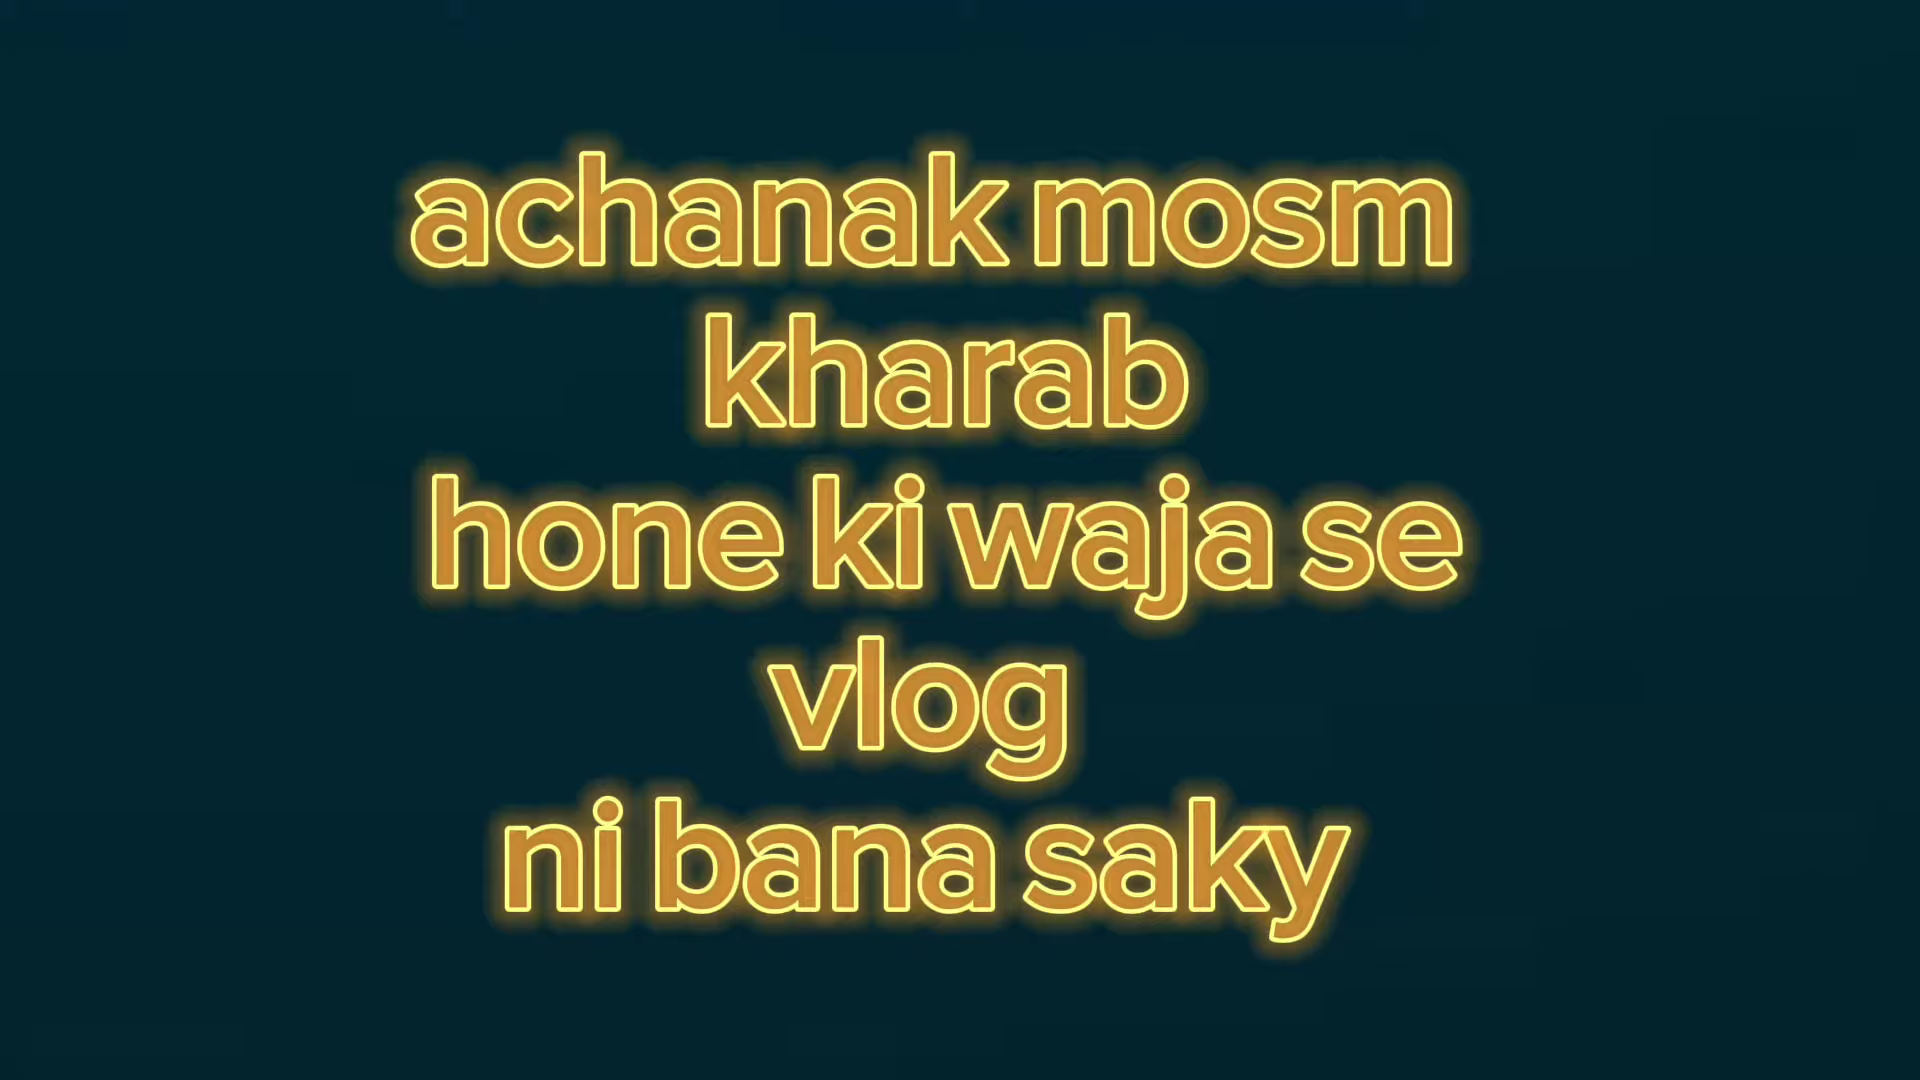 achanak mosm
kharab
hone ki waja se
vlog
ni bana saky